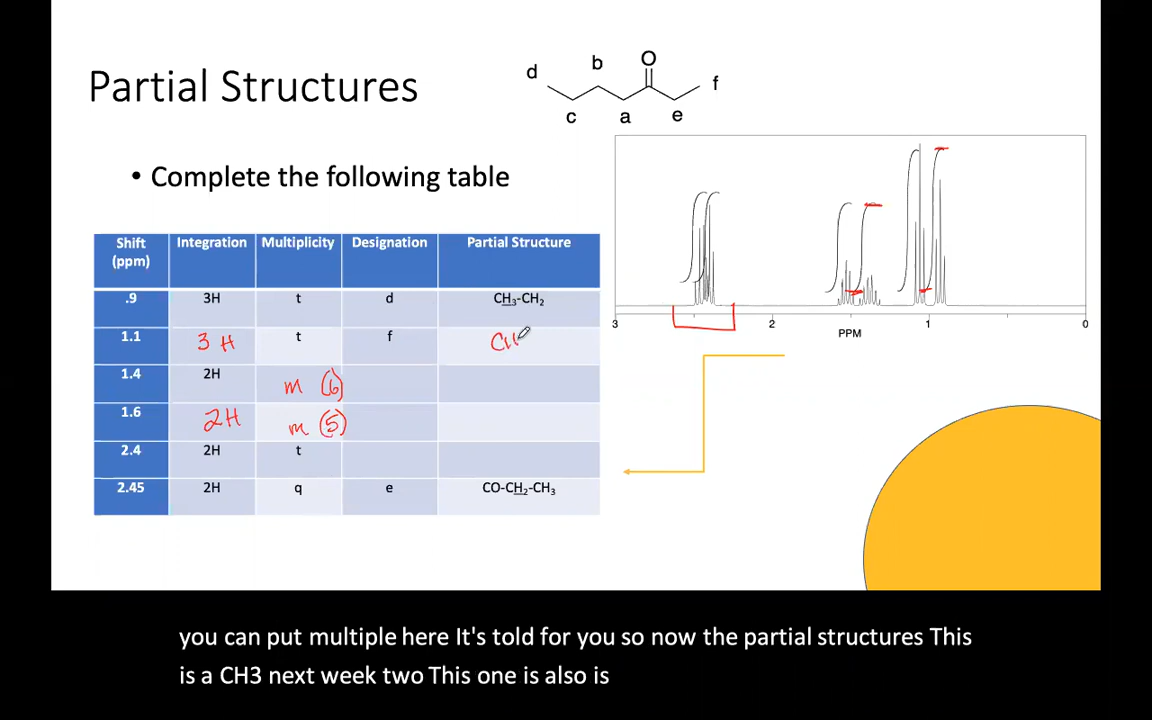 Partial Structures
O
d
b
f
c
a
e
• Complete the following table
Shift (ppm) Integration Multiplicity Designation Partial Structure
.9 3H t d CH3-CH2
1.1 3 H t f CH
1.4 2H m (6)
1.6 2H m (5)
2.4 2H t
2.45 2H q e CO-CH2-CH3
3 2 1 0
PPM
you can put multiple here It's told for you so now the partial structures This
is a CH3 next week two This one is also is